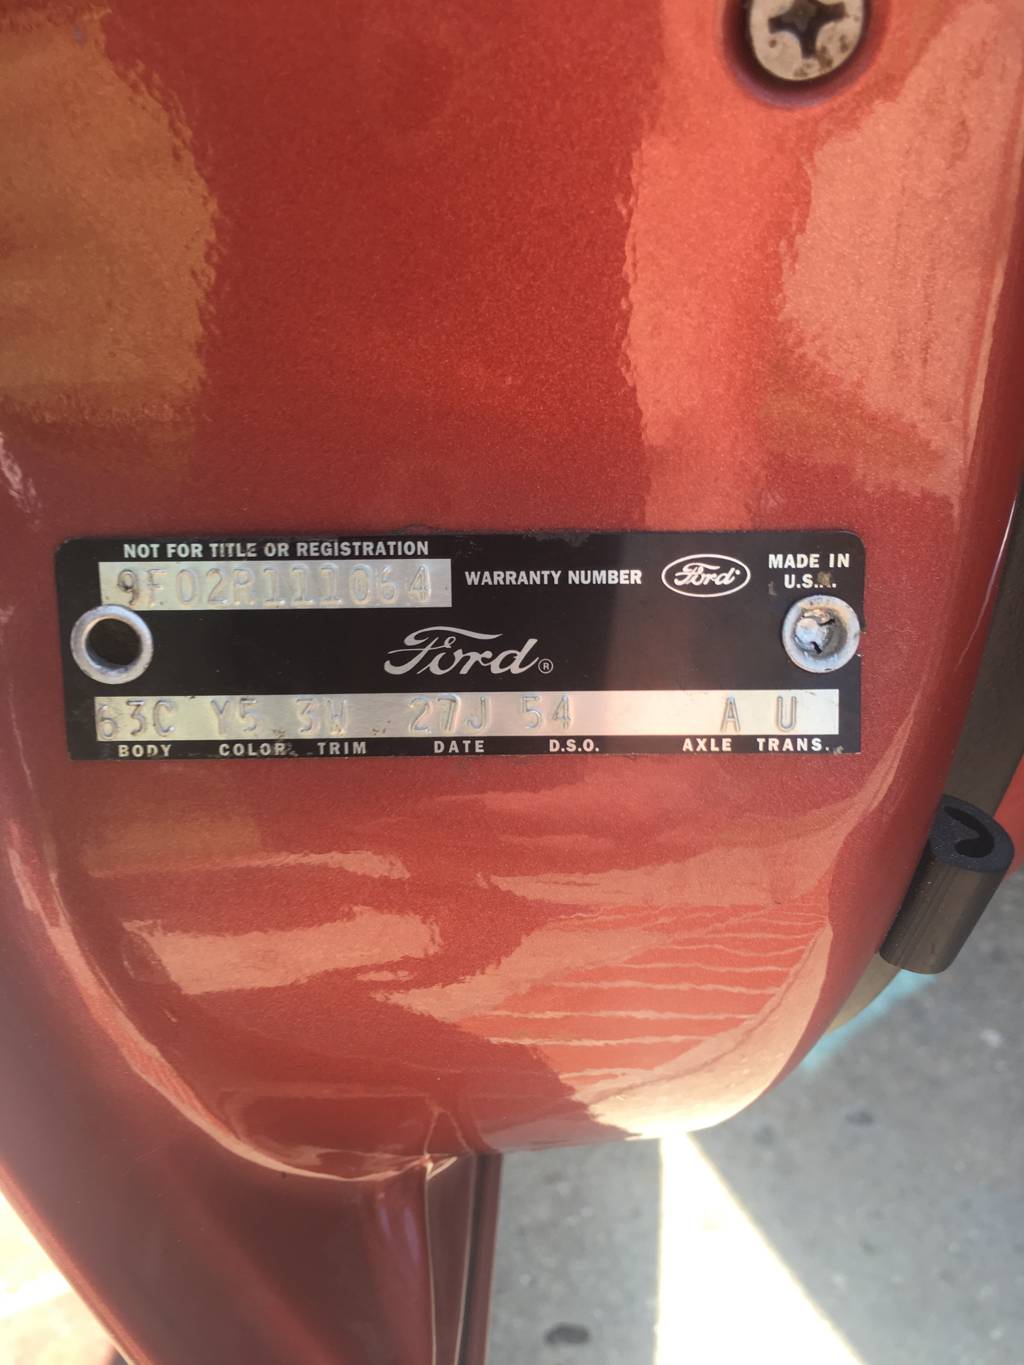 NOT FOR TITLE OR REGISTRATION
9F02R111064 WARRANTY NUMBER Ford MADE IN U.S.A.
Ford®
63C Y5 3W 27J 54 A U
BODY COLOR TRIM DATE D.S.O. AXLE TRANS.